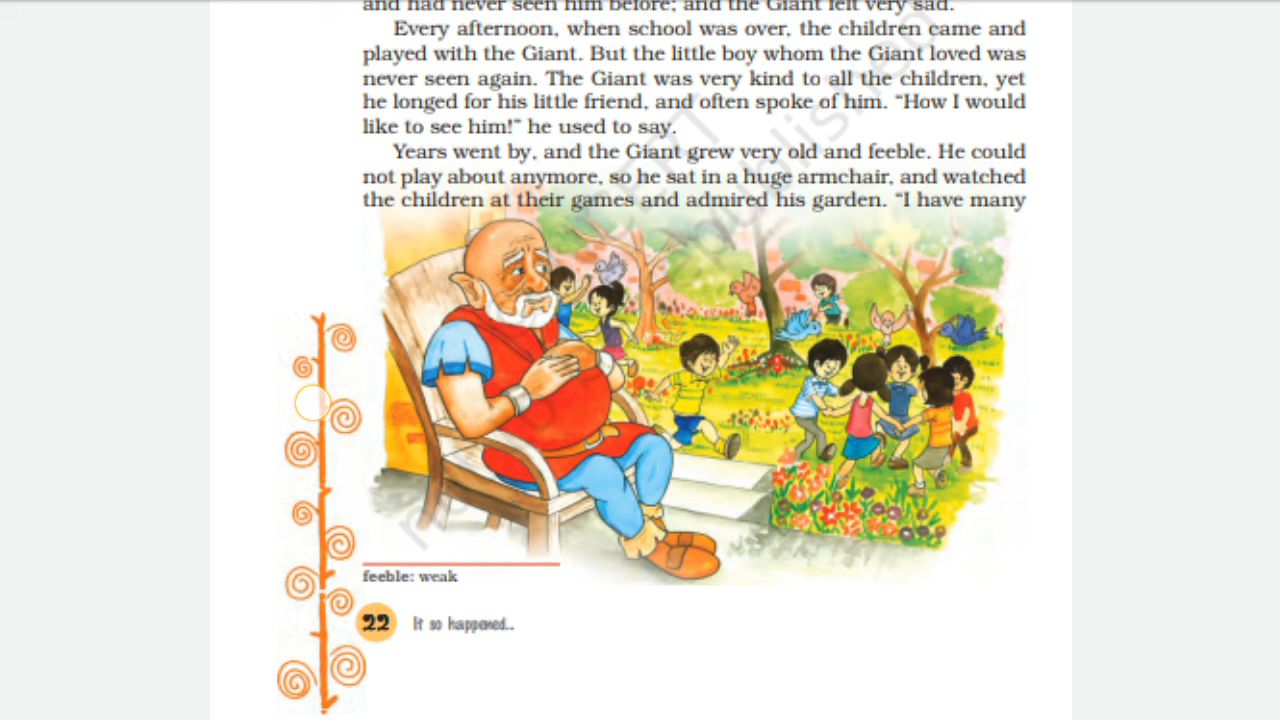 and had never seen him before; and the Giant felt very sad.
Every afternoon, when school was over, the children came and
played with the Giant. But the little boy whom the Giant loved was
never seen again. The Giant was very kind to all the children, yet
he longed for his little friend, and often spoke of him. “How I would
like to see him!” he used to say.
Years went by, and the Giant grew very old and feeble. He could
not play about anymore, so he sat in a huge armchair, and watched
the children at their games and admired his garden. “I have many
feeble: weak
22 It so happened..